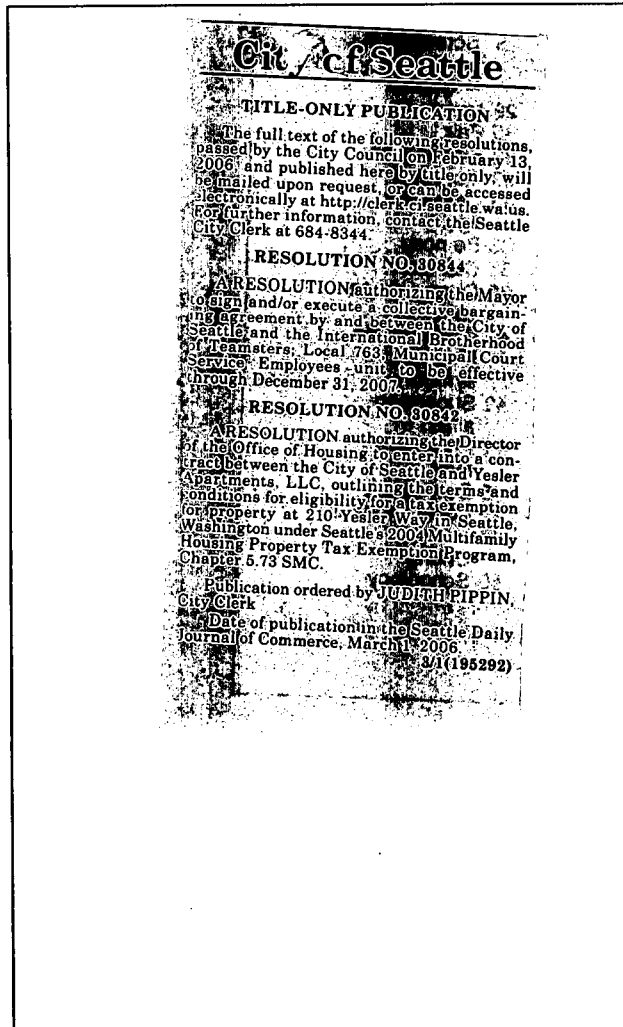 City of Seattle
TITLE-ONLY PUBLICATION
The full text of the following resolutions,
passed by the City Council on February 13,
2006, and published here by title only, will
be mailed upon request, or can be accessed
electronically at http://clerk.ci.seattle.wa.us.
For further information, contact the Seattle
City Clerk at 684-8344.
RESOLUTION NO. 30844
A RESOLUTION authorizing the Mayor
to sign and/or execute a collective bargain-
ing agreement by and between the City of
Seattle and the International Brotherhood
of Teamsters, Local 763, Municipal Court
Service Employees unit to be effective
through December 31, 2007.
RESOLUTION NO. 30842
A RESOLUTION authorizing the Director
of the Office of Housing to enter into a con-
tract between the City of Seattle and Yesler
Apartments, LLC, outlining the terms and
conditions for eligibility for a tax exemption
for property at 210 Yesler Way in Seattle,
Washington under Seattle's 2004 Multifamily
Housing Property Tax Exemption Program,
Chapter 5.73 SMC.
Publication ordered by JUDITH PIPPIN,
City Clerk
Date of publication in the Seattle Daily
Journal of Commerce, March 1, 2006.
3/1(195292)